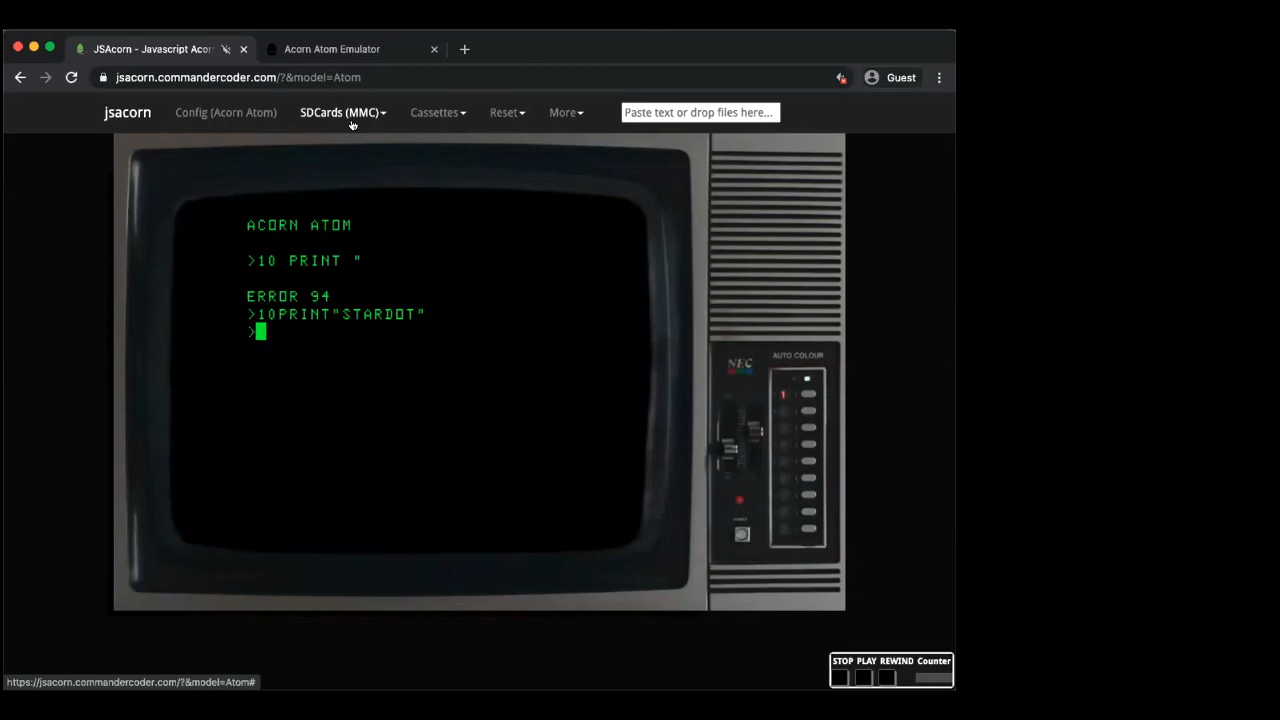 JSAcorn - Javascript Acor
Acorn Atom Emulator
jsacorn.commandercoder.com/?&model=Atom
Guest
jsacorn
Config (Acorn Atom)
SDCards (MMC)
Cassettes
Reset
More
Paste text or drop files here...
ACORN ATOM
>10 PRINT "
ERROR 94
>10PRINT"STARDOT"
>
NEC
AUTO COLOUR
1
POWER
STOP PLAY REWIND Counter
https://jsacorn.commandercoder.com/?&model=Atom#